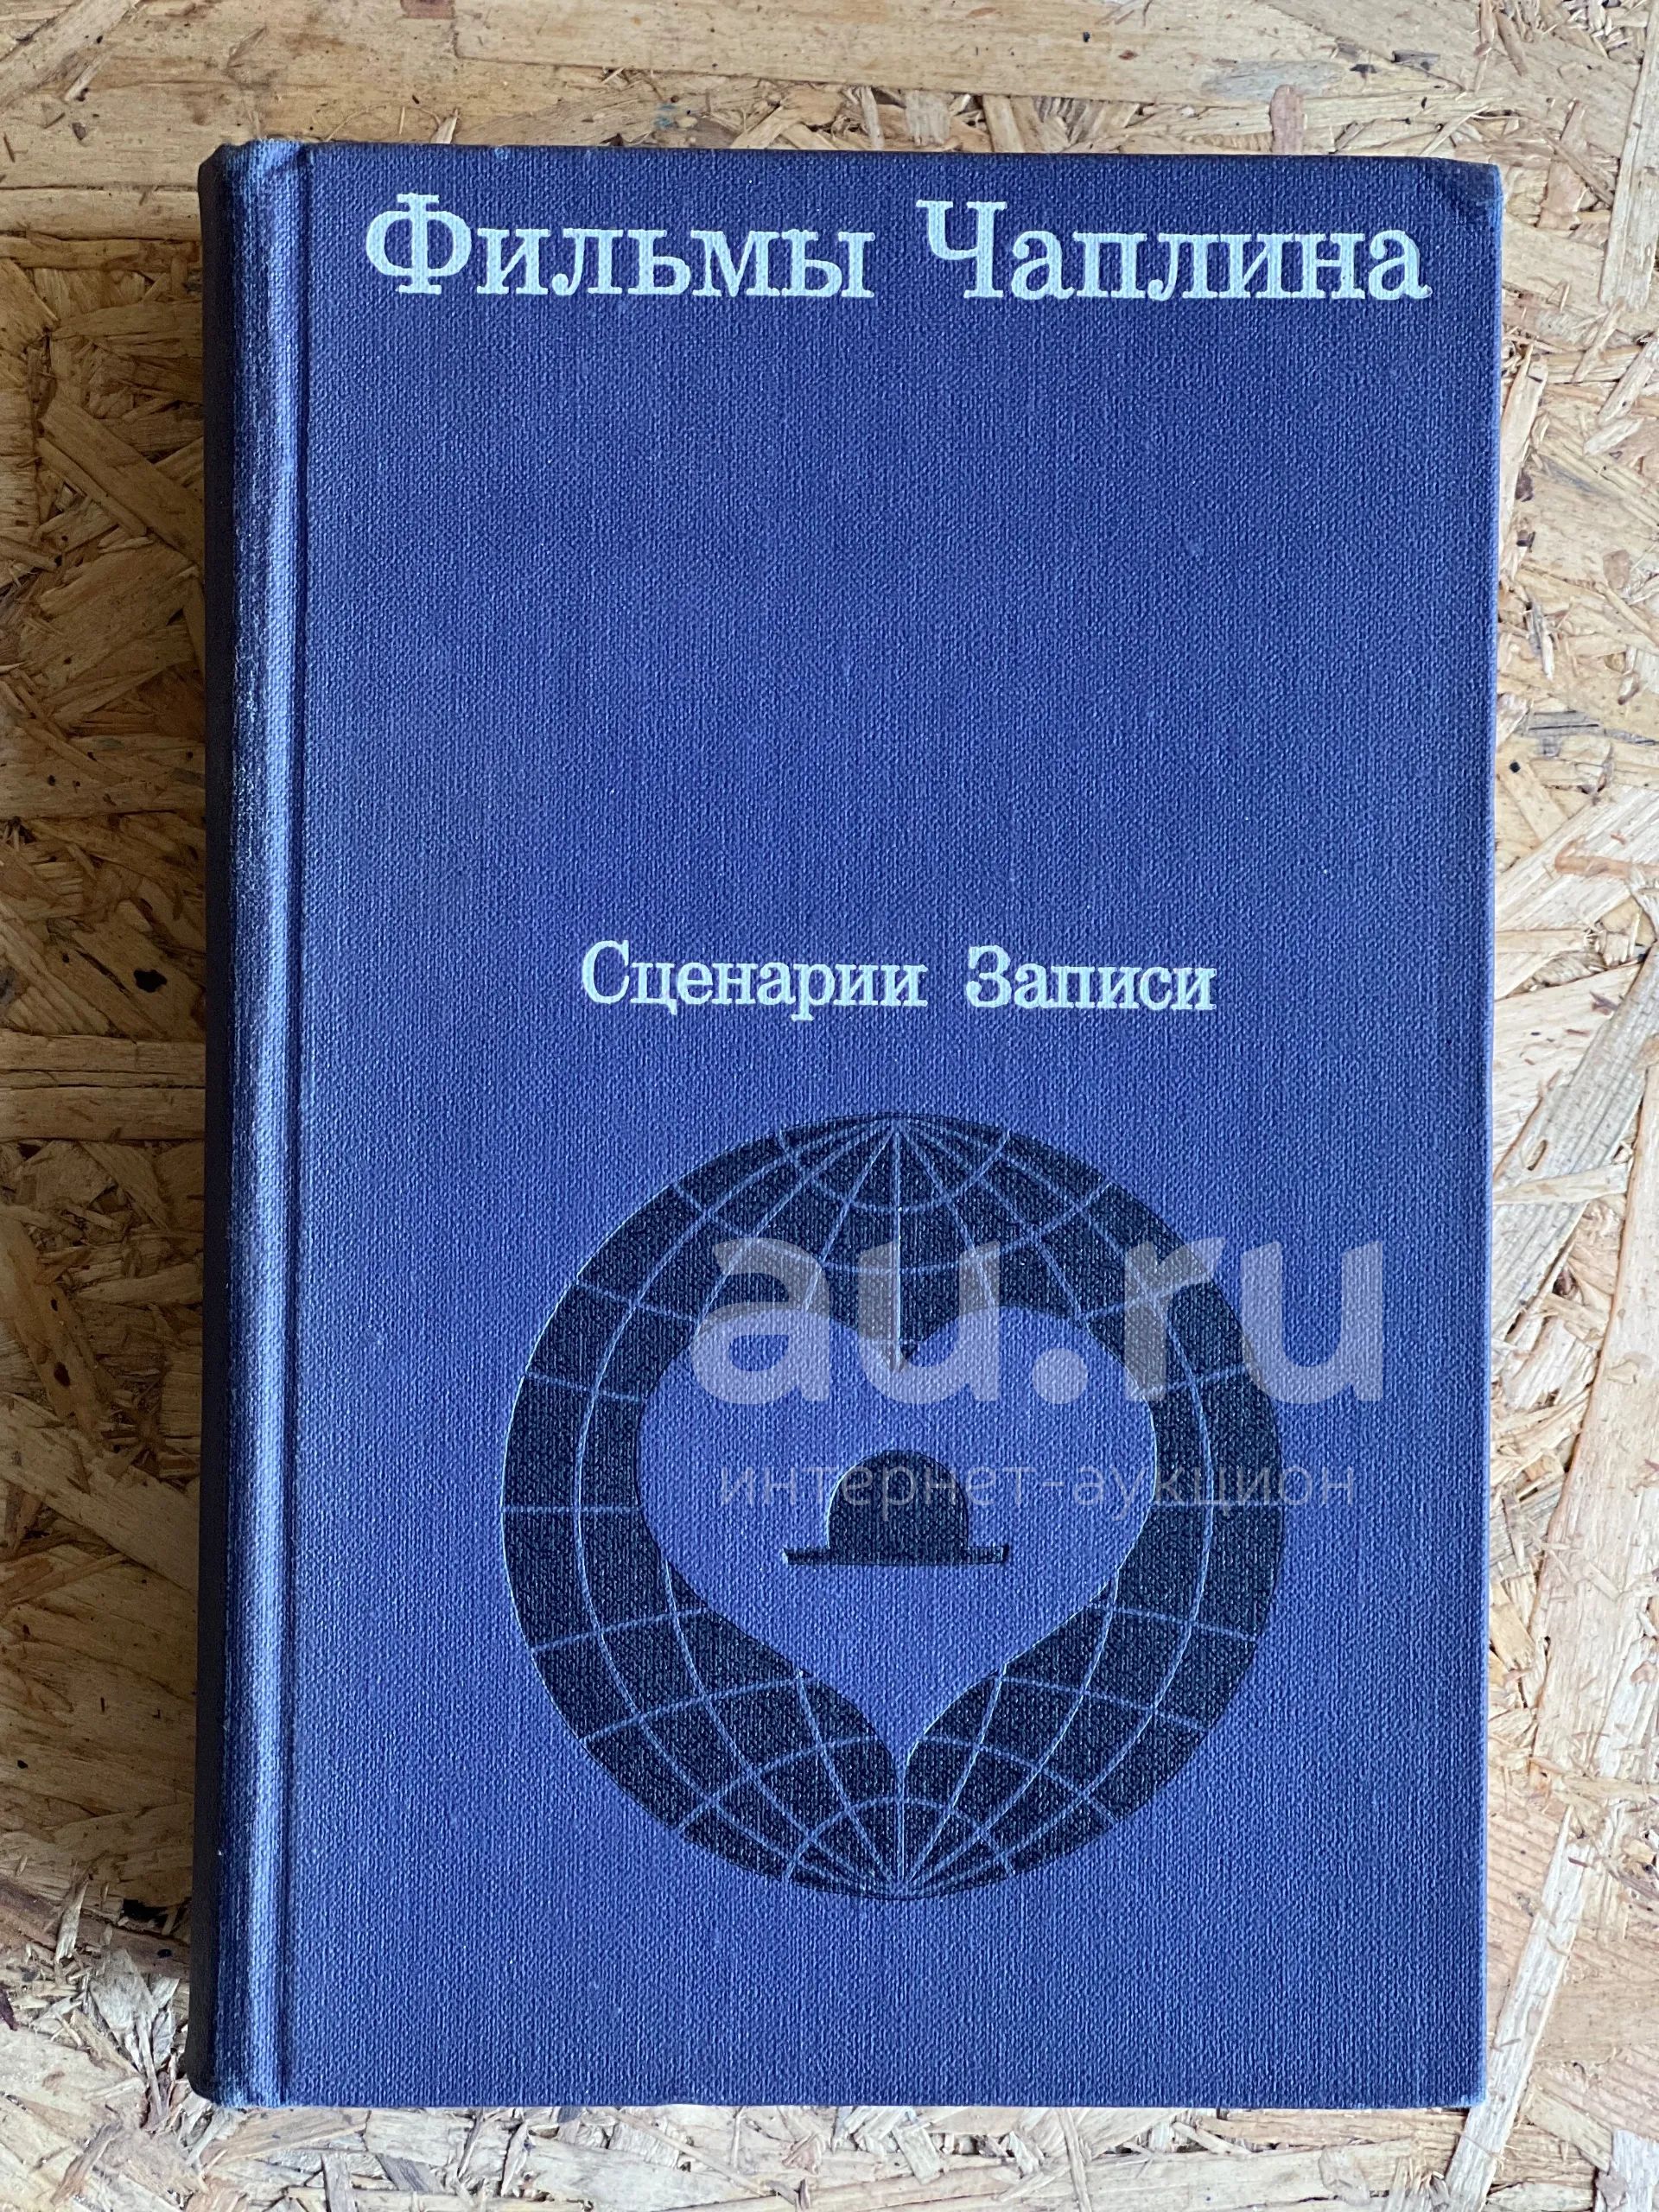 Фильмы Чаплина
Сценарии Записи
au.ru
интернет-аукцион